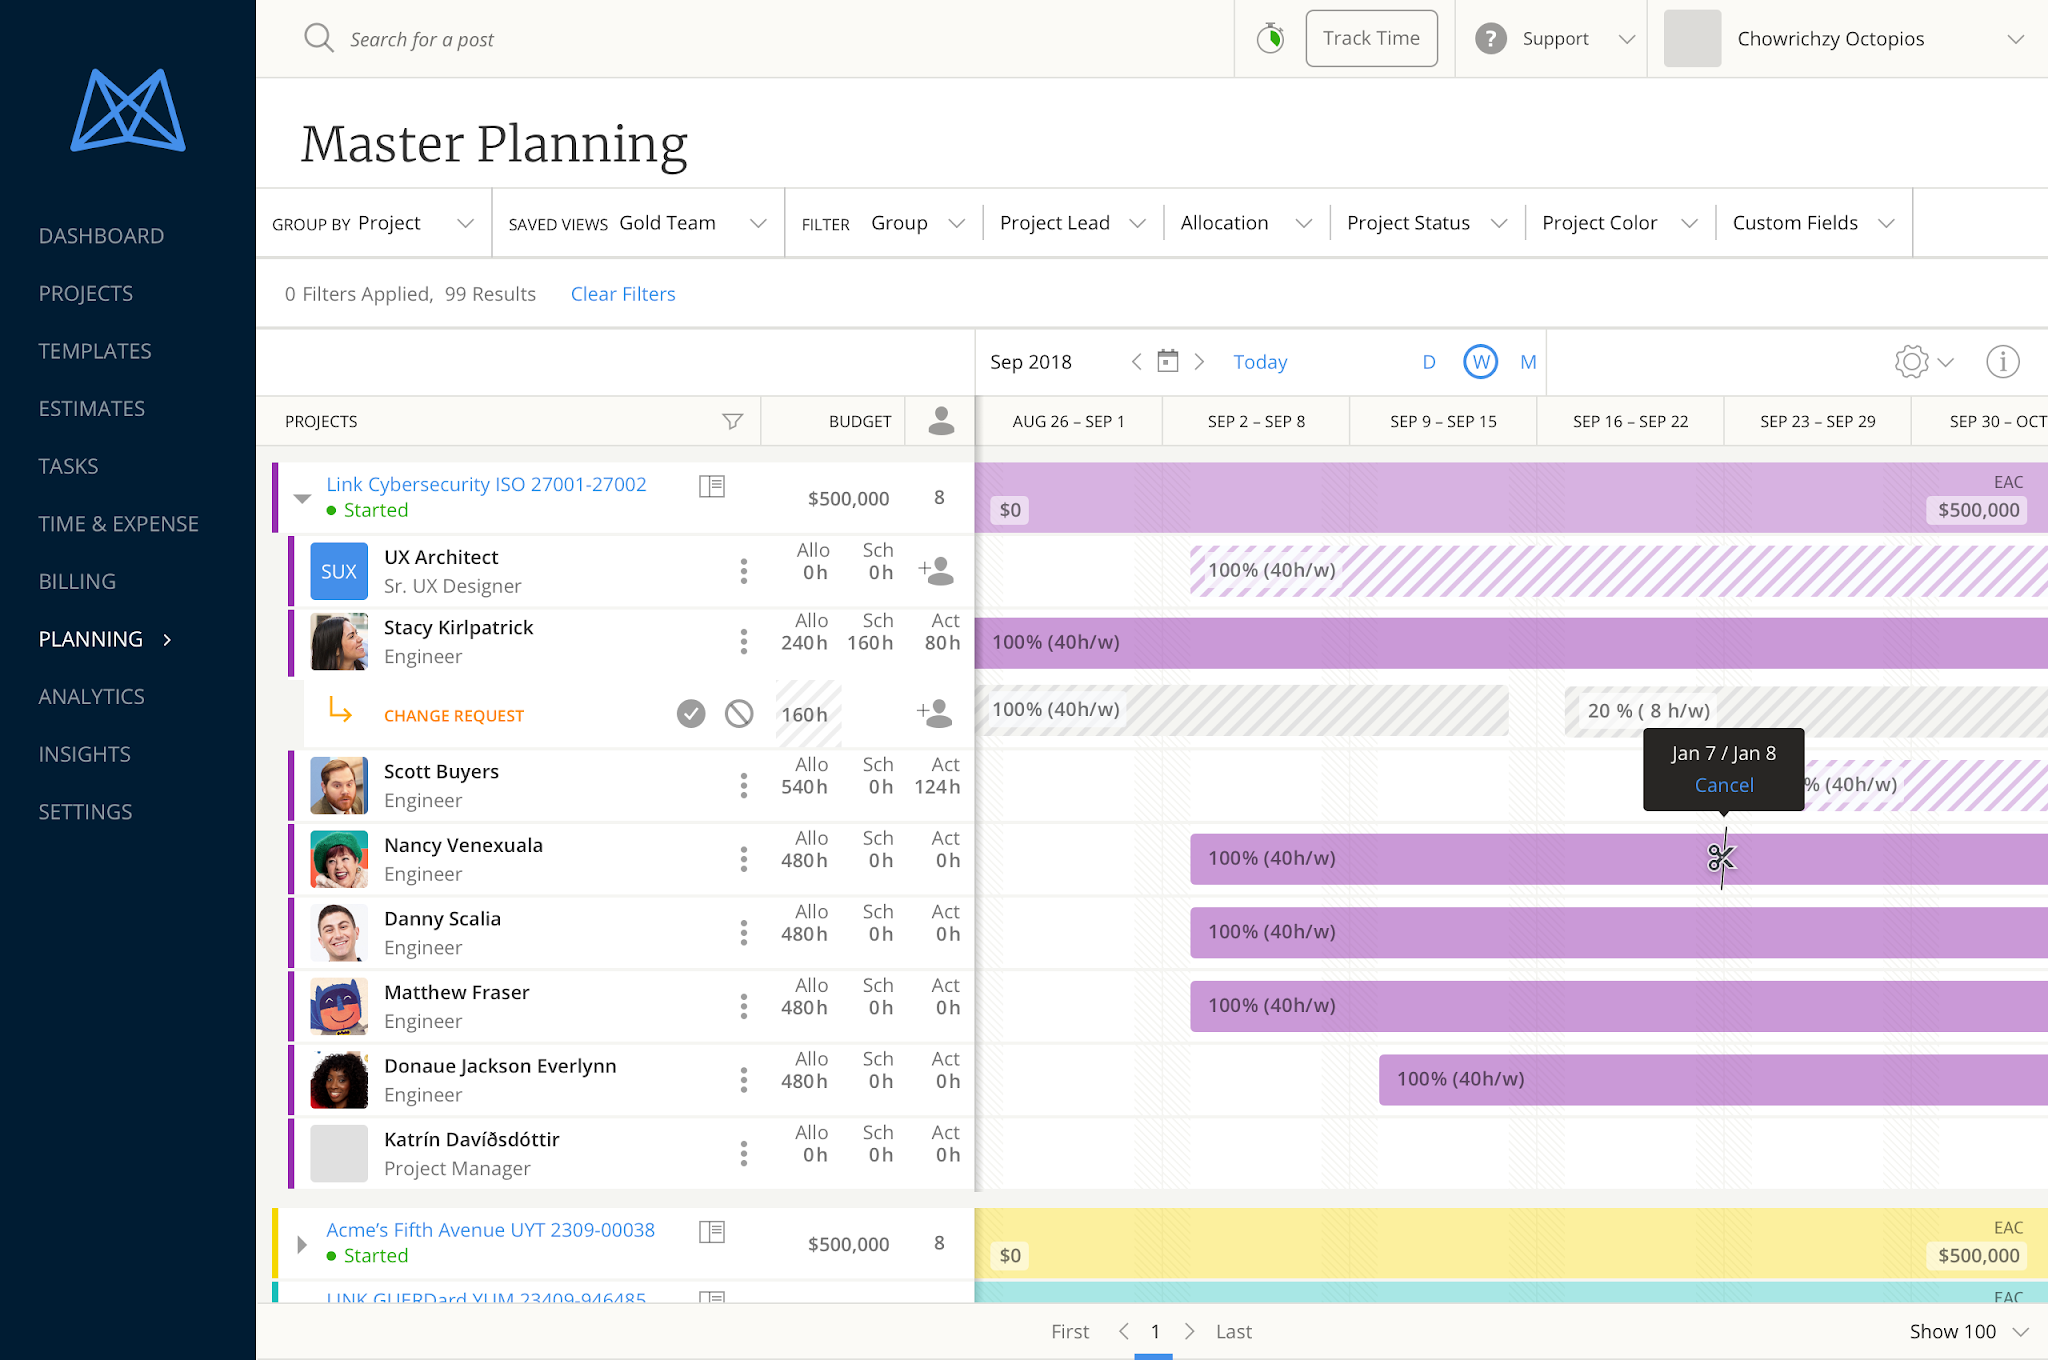 Search for a post
Track Time
? Support
Chowrichzy Octopios
Master Planning
DASHBOARD
PROJECTS
TEMPLATES
ESTIMATES
TASKS
TIME & EXPENSE
BILLING
PLANNING
ANALYTICS
INSIGHTS
SETTINGS
GROUP BY Project
SAVED VIEWS Gold Team
FILTER Group Project Lead Allocation Project Status Project Color Custom Fields
0 Filters Applied, 99 Results Clear Filters
Sep 2018 Today D W M i
PROJECTS BUDGET AUG 26 – SEP 1 SEP 2 – SEP 8 SEP 9 – SEP 15 SEP 16 – SEP 22 SEP 23 – SEP 29 SEP 30 – OCT
Link Cybersecurity ISO 27001-27002
Started
$500,000 8
$0
EAC
$500,000
SUX
UX Architect
Sr. UX Designer
Allo Sch
0h 0h
100% (40h/w)
Stacy Kirlpatrick
Engineer
Allo Sch Act
240h 160h 80h
100% (40h/w)
CHANGE REQUEST
160h
100% (40h/w)
20 % ( 8 h/w)
Jan 7 / Jan 8
Cancel
Scott Buyers
Engineer
Allo Sch Act
540h 0h 124h
% (40h/w)
Nancy Venexuala
Engineer
Allo Sch Act
480h 0h 0h
100% (40h/w)
Danny Scalia
Engineer
Allo Sch Act
480h 0h 0h
100% (40h/w)
Matthew Fraser
Engineer
Allo Sch Act
480h 0h 0h
100% (40h/w)
Donaue Jackson Everlynn
Engineer
Allo Sch Act
480h 0h 0h
100% (40h/w)
Katrín Davíðsdóttir
Project Manager
Allo Sch Act
0h 0h 0h
Acme's Fifth Avenue UYT 2309-00038
Started
$500,000 8
$0
EAC
$500,000
EAC
First 1 Last
Show 100